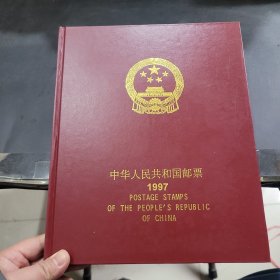 中华人民共和国邮票
1997
POSTAGE STAMPS
OF THE PEOPLE'S REPUBLIC
OF CHINA